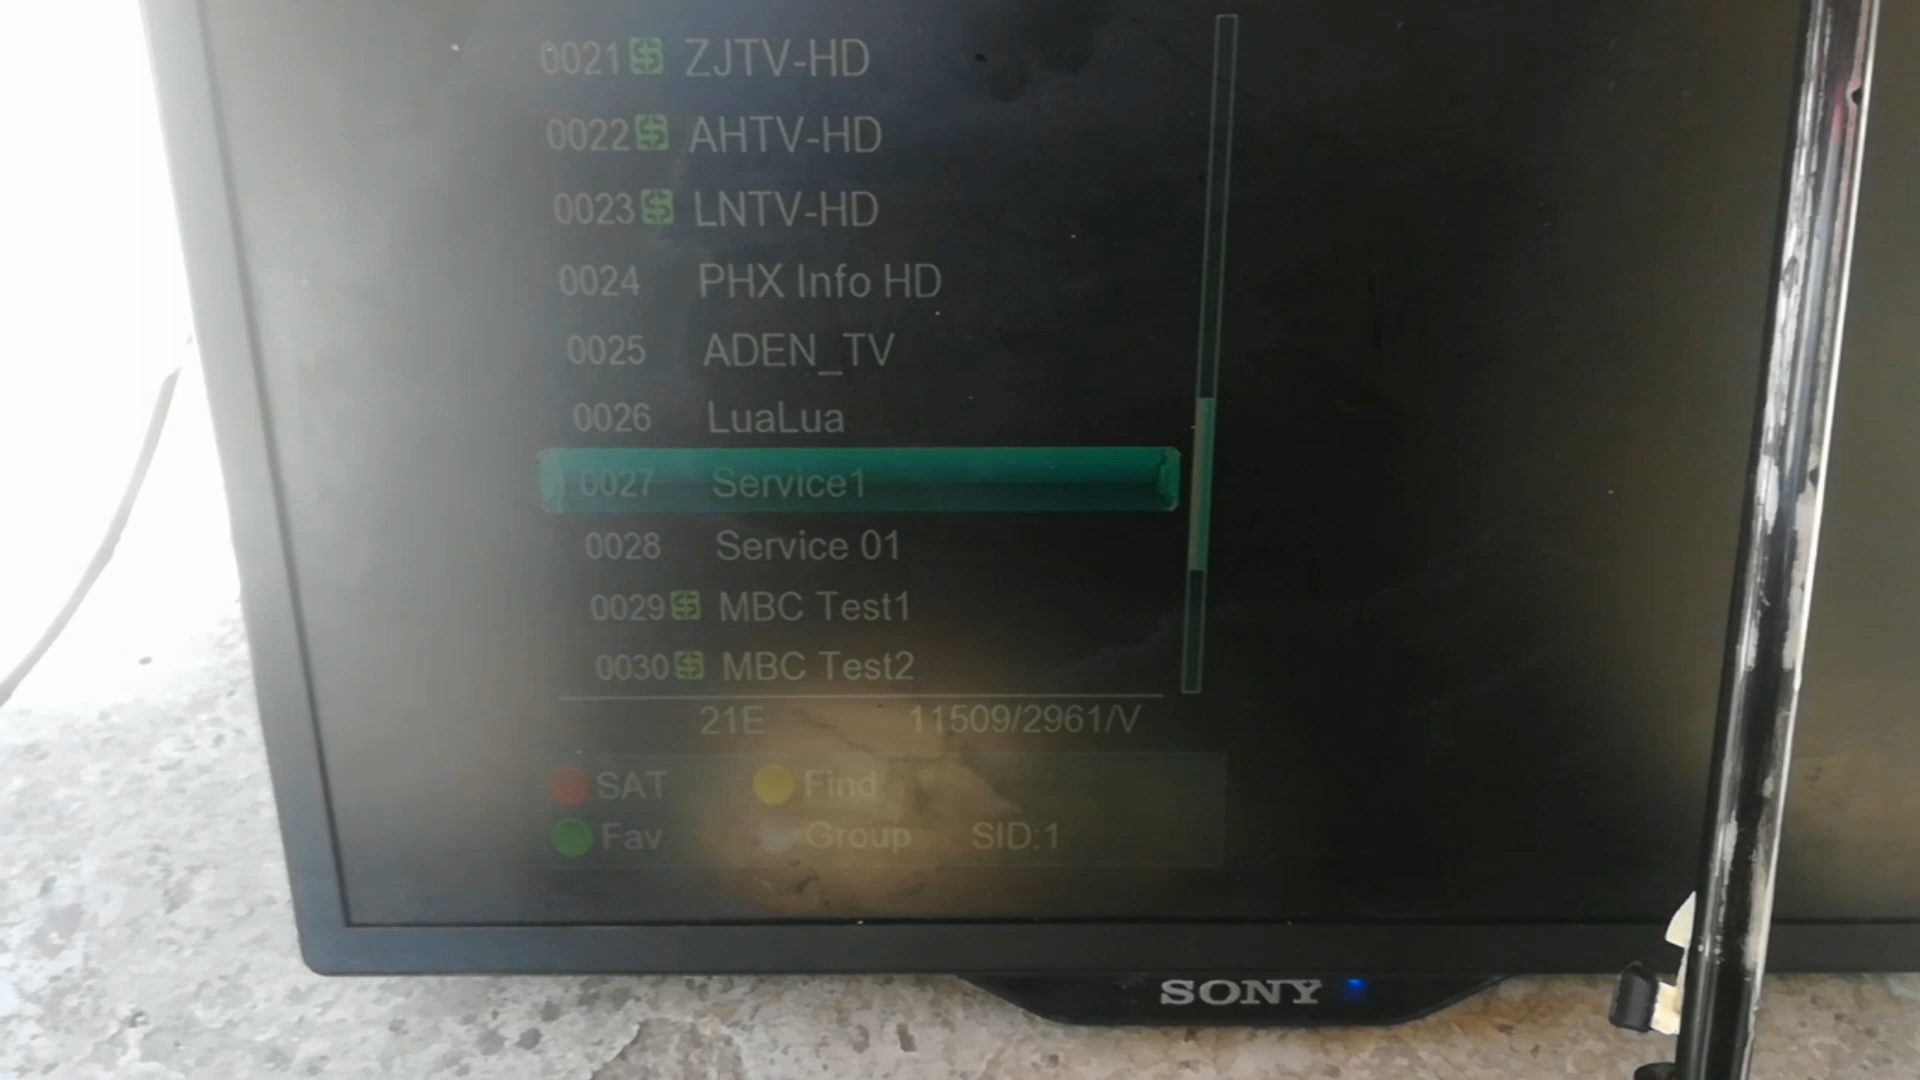 0021 $ ZJTV-HD
0022 $ AHTV-HD
0023 $ LNTV-HD
0024 PHX Info HD
0025 ADEN_TV
0026 LuaLua
0027 Service1
0028 Service 01
0029 $ MBC Test1
0030 $ MBC Test2
21E 11509/2961/V
SAT Find
Fav Group SID:1
SONY